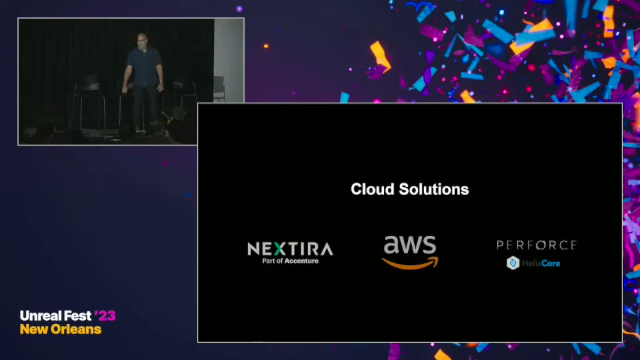 Cloud Solutions
NEXTIRA
Part of Accenture
aws
PERFORCE
HelixCore
Unreal Fest '23
New Orleans